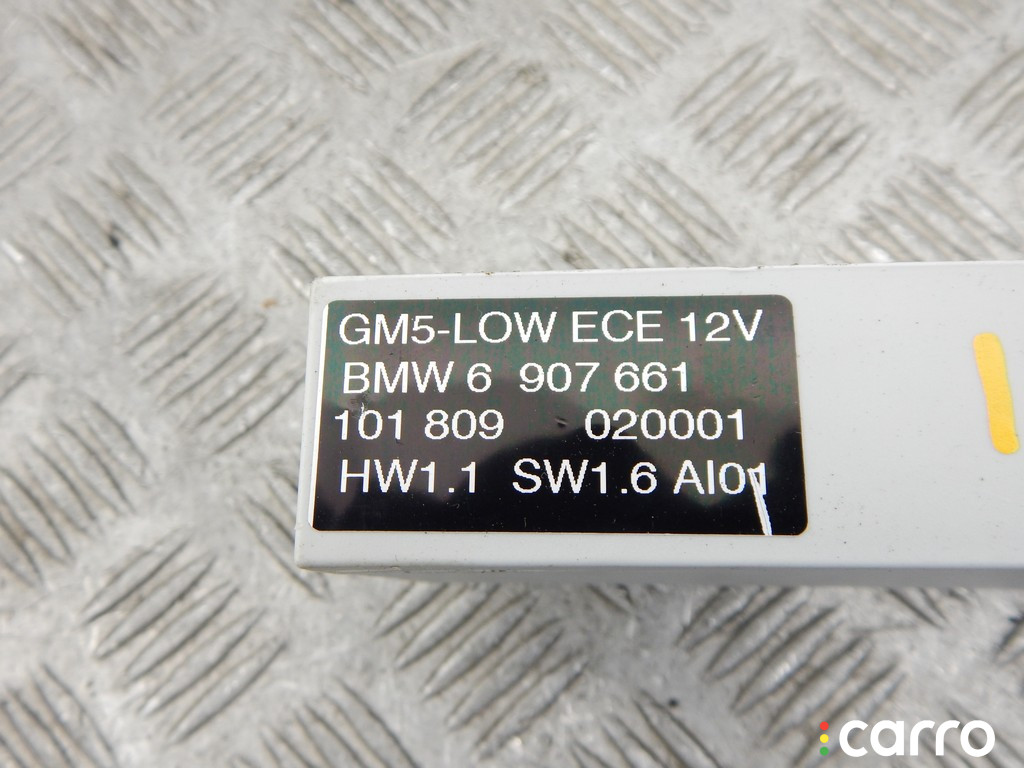 GM5-LOW ECE 12V
BMW 6 907 661
101 809 020001
HW1.1 SW1.6 AI01
carro